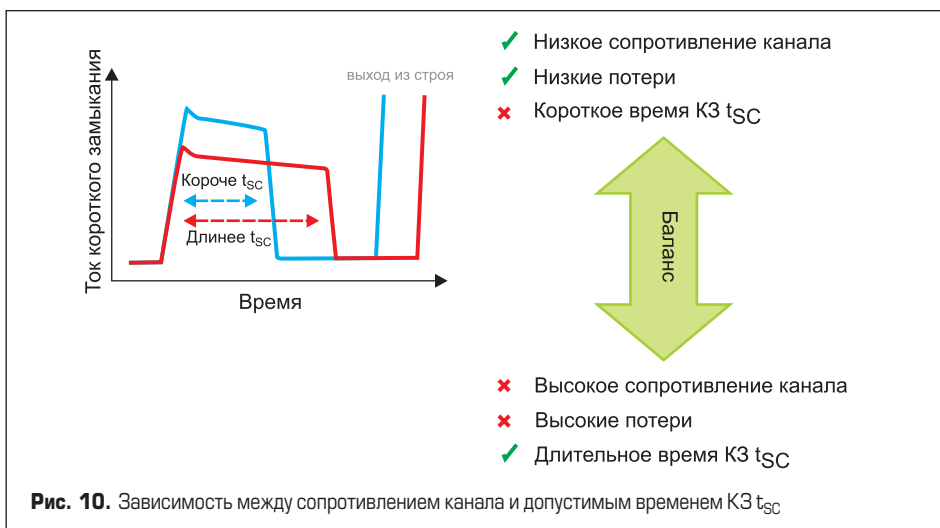 Ток короткого замыкания
выход из строя
Короче tSC
Длинее tSC
Время
✓ Низкое сопротивление канала
✓ Низкие потери
✖ Короткое время КЗ tSC
Баланс
✖ Высокое сопротивление канала
✖ Высокие потери
✓ Длительное время КЗ tSC
Рис. 10. Зависимость между сопротивлением канала и допустимым временем КЗ tSC